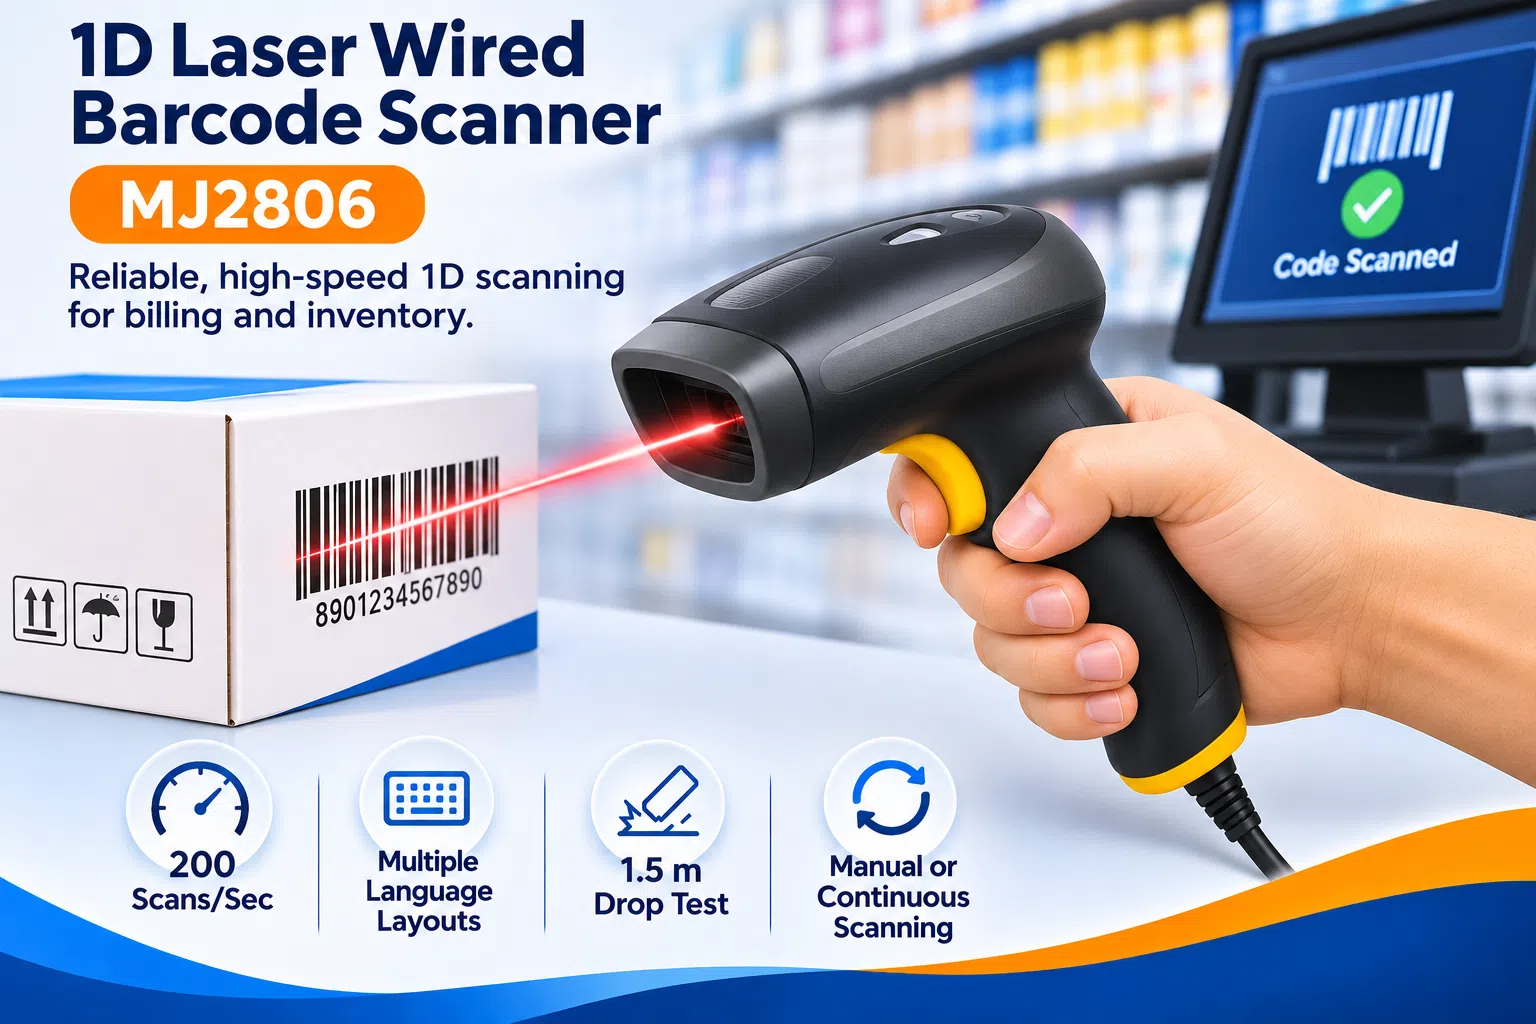 1D Laser Wired
Barcode Scanner
MJ2806
Reliable, high-speed 1D scanning
for billing and inventory.
Code Scanned
8901234567890
200
Scans/Sec
Multiple
Language
Layouts
1.5 m
Drop Test
Manual or
Continuous
Scanning